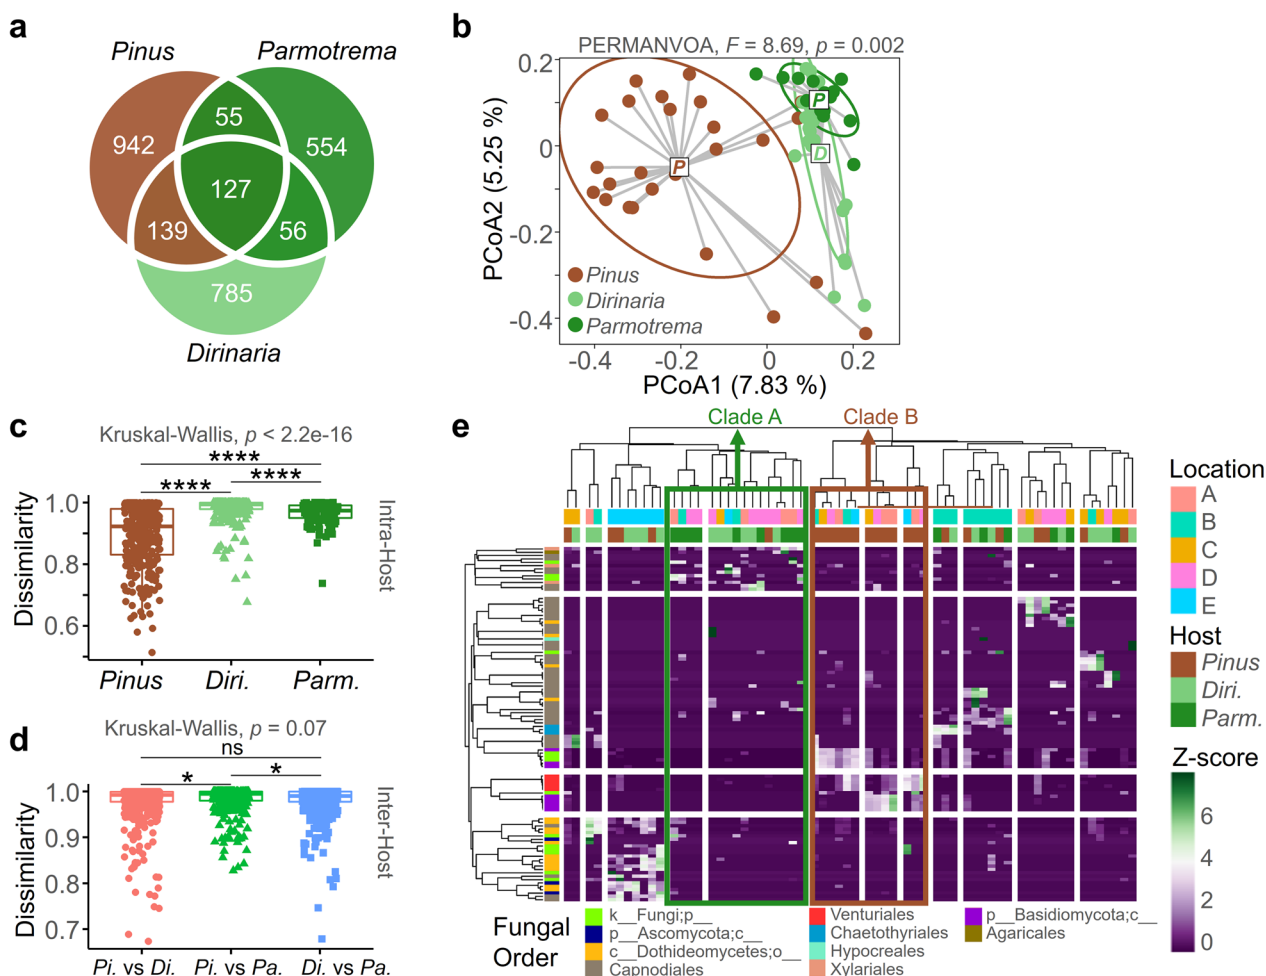 a
Pinus
Parmotrema
55
942
554
127
139
56
785
Dirinaria
b
PERMANVOA, F = 8.69, p = 0.002
0.2
0
-0.2
-0.4
PCoA2 (5.25 %)
P
P
D
Pinus
Dirinaria
Parmotrema
-0.4
-0.2
0
0.2
PCoA1 (7.83 %)
c
Kruskal-Wallis, p < 2.2e-16
****
****
****
1.0
0.8
0.6
Dissimilarity
Intra-Host
Pinus
Diri.
Parm.
d
Kruskal-Wallis, p = 0.07
ns
*
*
1.0
0.9
0.8
0.7
Dissimilarity
Inter-Host
Pi. vs Di.
Pi. vs Pa.
Di. vs Pa.
e
Clade A
Clade B
Location
A
B
C
D
E
Host
Pinus
Diri.
Parm.
Z-score
6
4
2
0
Fungal
Order
k__Fungi;p__
p__Ascomycota;c__
c__Dothideomycetes;o__
Capnodiales
Venturiales
Chaetothyriales
Hypocreales
Xylariales
p__Basidiomycota;c__
Agaricales